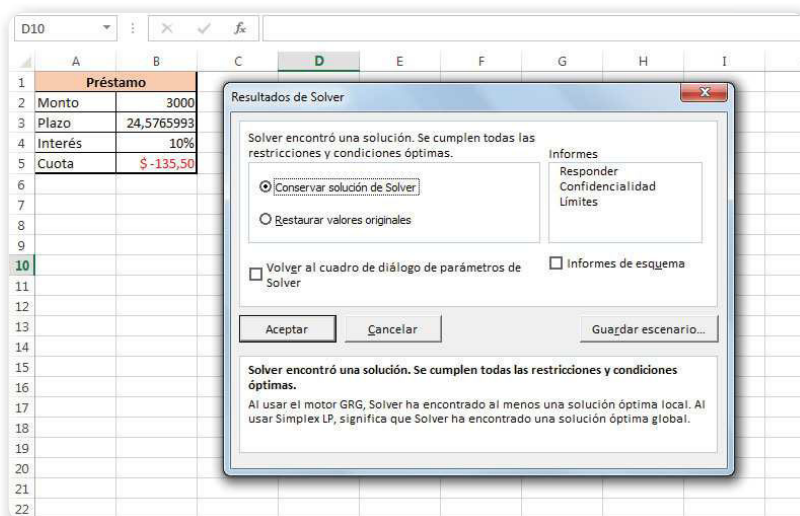 D10
fx
A B C D E F G H I
1 Préstamo
2 Monto 3000
3 Plazo 24,5765993
4 Interés 10%
5 Cuota $ -135,50
6
7
8
9
10
11
12
13
14
15
16
17
18
19
20
21
22
Resultados de Solver
Solver encontró una solución. Se cumplen todas las
restricciones y condiciones óptimas.
Conservar solución de Solver
Restaurar valores originales
Informes
Responder
Confidencialidad
Límites
Volver al cuadro de diálogo de parámetros de
Solver
Informes de esquema
Aceptar
Cancelar
Guardar escenario...
Solver encontró una solución. Se cumplen todas las restricciones y condiciones
óptimas.
Al usar el motor GRG, Solver ha encontrado al menos una solución óptima local. Al
usar Simplex LP, significa que Solver ha encontrado una solución óptima global.